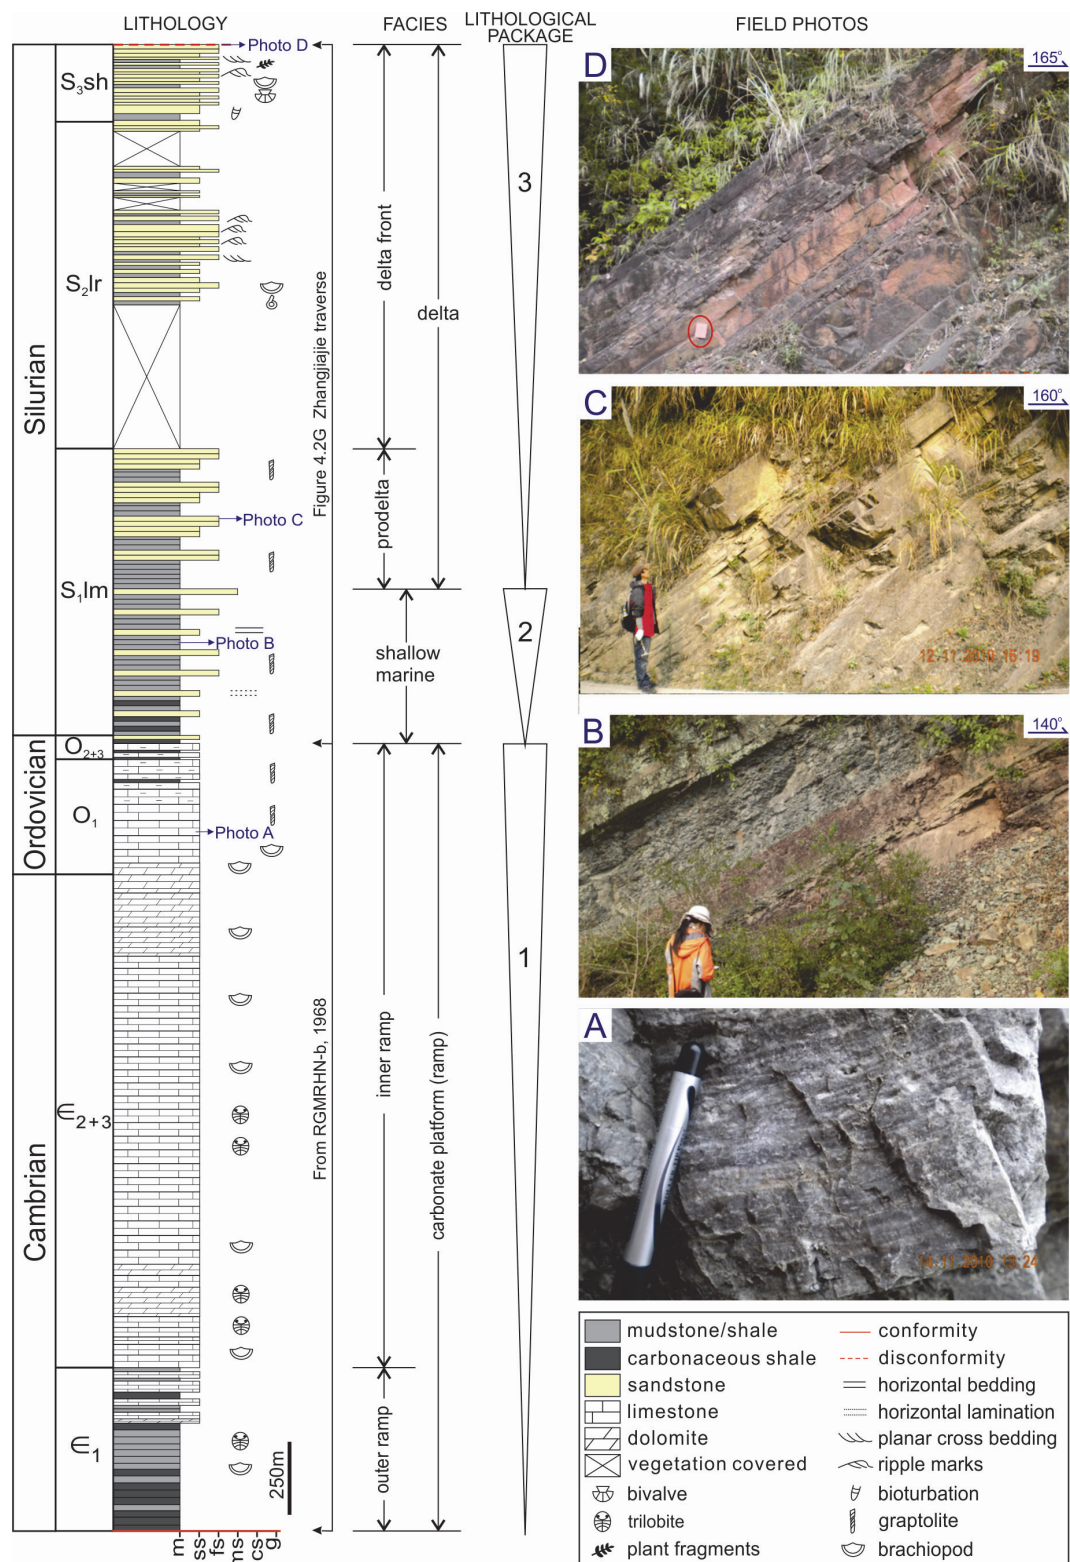 LITHOLOGY
FACIES
LITHOLOGICAL
PACKAGE
FIELD PHOTOS
Silurian
Ordovician
Cambrian
S₃sh
S₂lr
S₁lm
O₂₊₃
O₁
∈₂₊₃
∈₁
Photo D
Photo C
Photo B
Photo A
Figure 4.2G Zhangjiajie traverse
From RGMRHN-b, 1968
delta front
prodelta
delta
shallow
marine
inner ramp
outer ramp
carbonate platform (ramp)
3
2
1
250m
m
ss
fs
ms
cs
g
D
165°
C
160°
12.11.2010 15:19
B
140°
A
14.11.2010 13:24
mudstone/shale
carbonaceous shale
sandstone
limestone
dolomite
vegetation covered
bivalve
trilobite
plant fragments
conformity
disconformity
horizontal bedding
horizontal lamination
planar cross bedding
ripple marks
bioturbation
graptolite
brachiopod